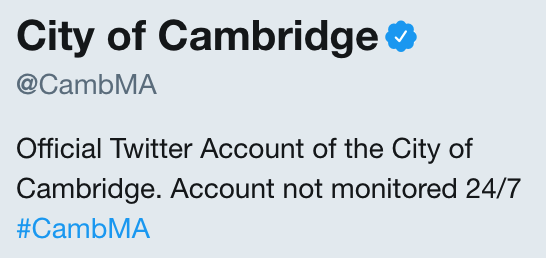 City of Cambridge
@CambMA
Official Twitter Account of the City of
Cambridge. Account not monitored 24/7
#CambMA